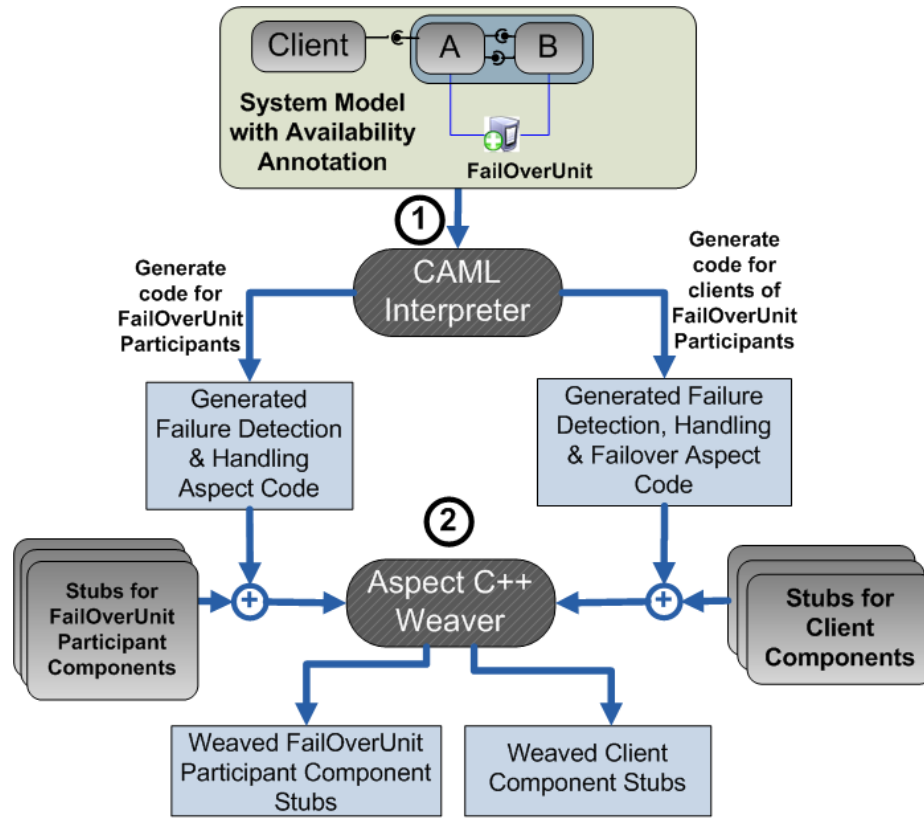 Client
A
B
System Model
with Availability
Annotation
FailOverUnit
1
Generate
code for
FailOverUnit
Participants
CAML
Interpreter
Generate
code for
clients of
FailOverUnit
Participants
Generated
Failure Detection
& Handling
Aspect Code
Generated Failure
Detection, Handling
& Failover Aspect
Code
2
Stubs for
FailOverUnit
Participant
Components
+
Aspect C++
Weaver
+
Stubs for
Client
Components
Weaved FailOverUnit
Participant Component
Stubs
Weaved Client
Component Stubs